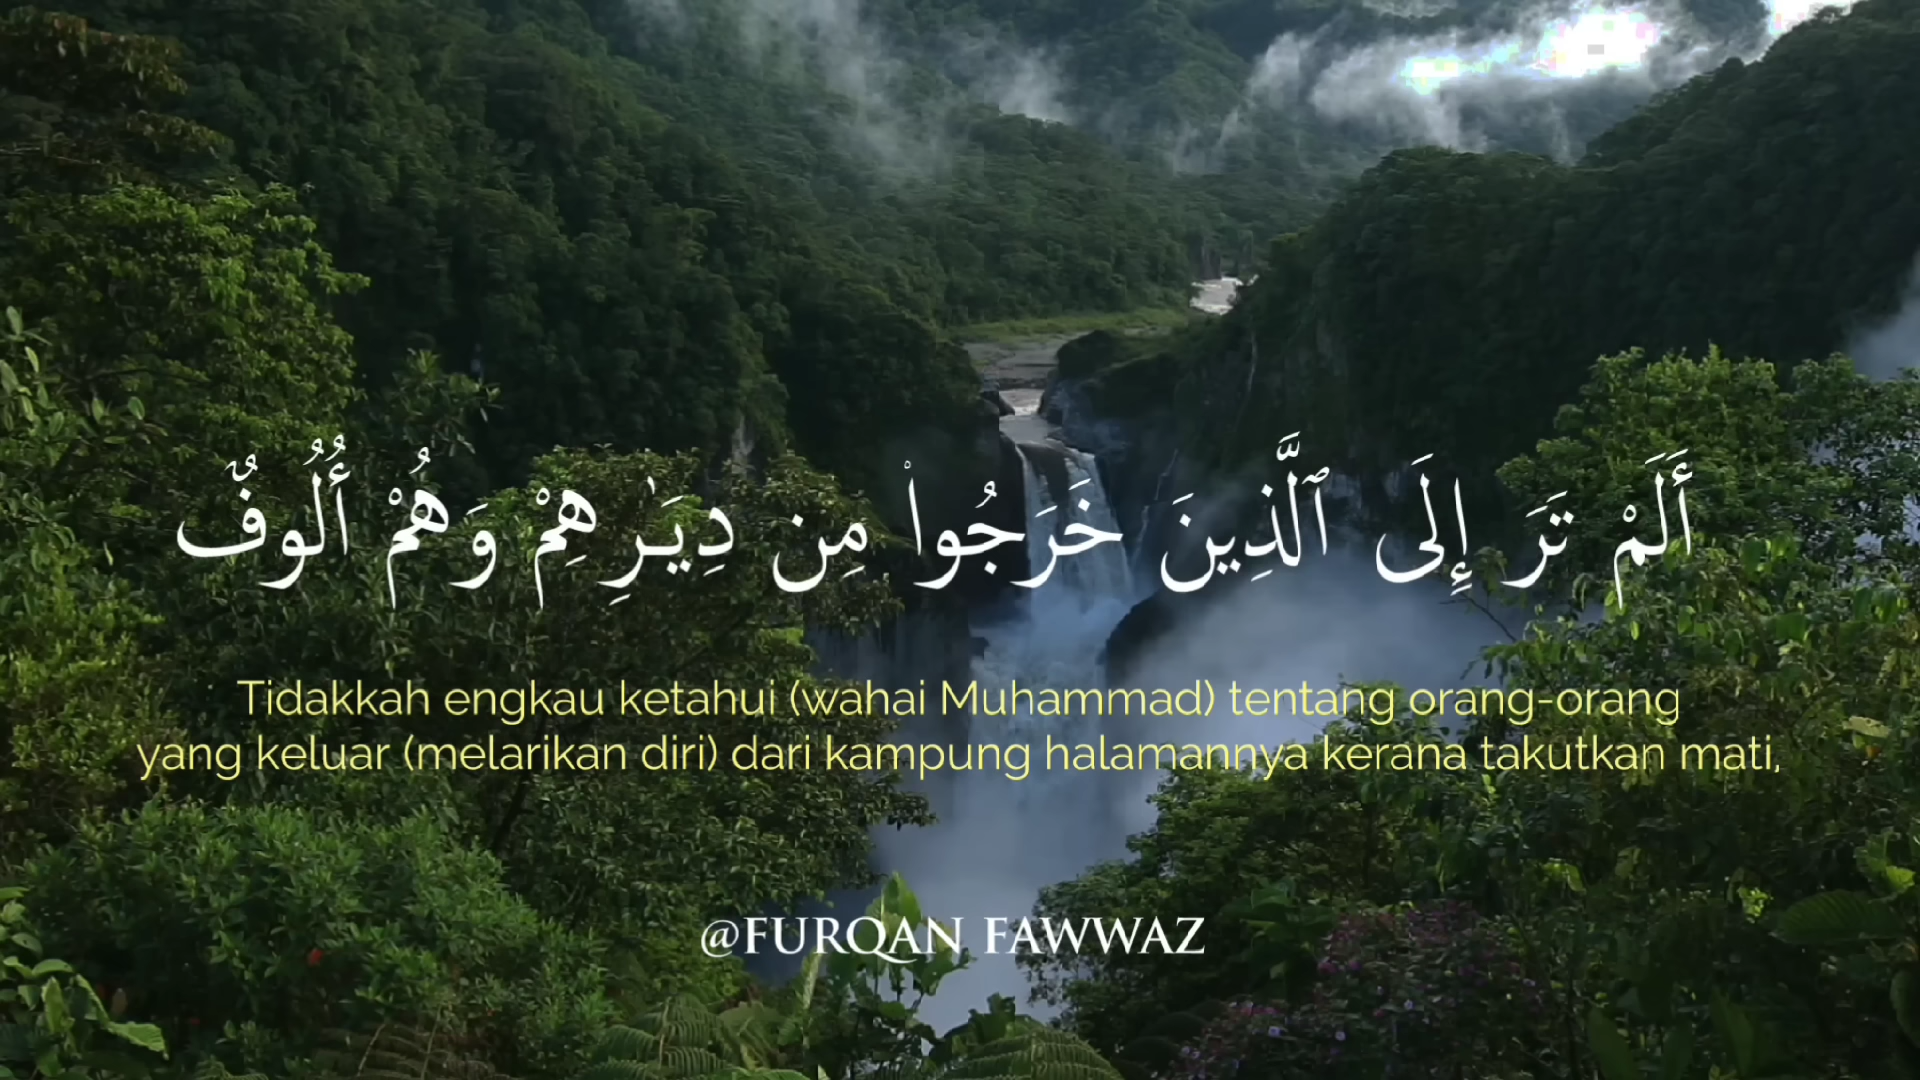 أَلَمْ تَرَ إِلَى ٱلَّذِينَ خَرَجُوا۟ مِن دِيَـٰرِهِمْ وَهُمْ أُلُوفٌ
Tidakkah engkau ketahui (wahai Muhammad) tentang orang-orang
yang keluar (melarikan diri) dari kampung halamannya kerana takutkan mati,
@FURQAN FAWWAZ